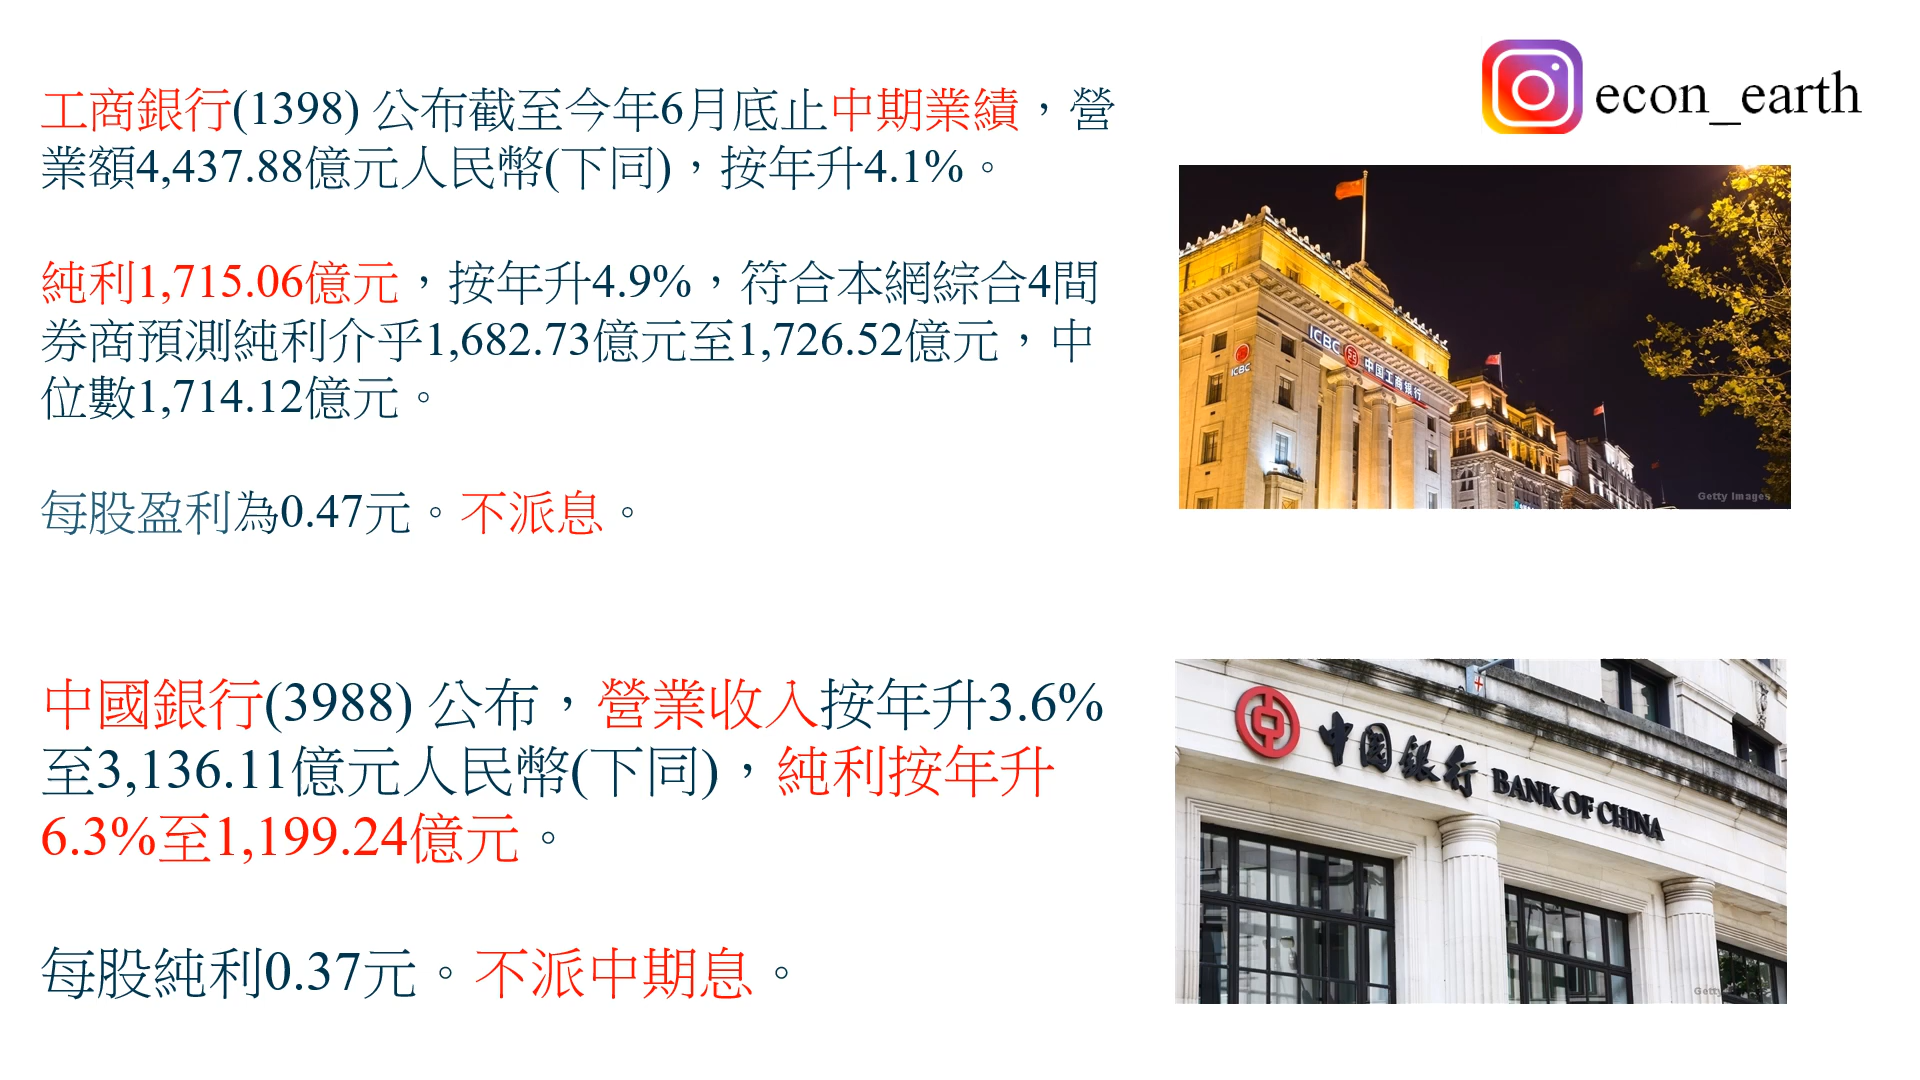 econ_earth
工商銀行(1398) 公布截至今年6月底止中期業績，營
業額4,437.88億元人民幣(下同)，按年升4.1%。
純利1,715.06億元，按年升4.9%，符合本網綜合4間
券商預測純利介乎1,682.73億元至1,726.52億元，中
位數1,714.12億元。
每股盈利為0.47元。不派息。
ICBC
ICBC 中国工商银行
Getty Images
中國銀行(3988) 公布，營業收入按年升3.6%
至3,136.11億元人民幣(下同)，純利按年升
6.3%至1,199.24億元。
每股純利0.37元。不派中期息。
中国银行 BANK OF CHINA